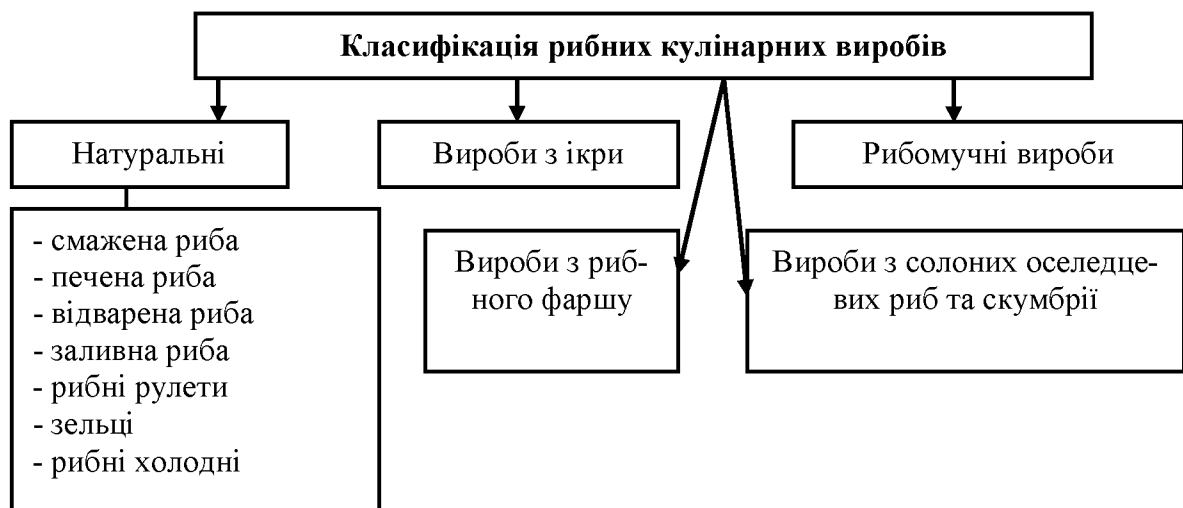 Класифікація рибних кулінарних виробів
Натуральні
Вироби з ікри
Рибомучні вироби
- смажена риба
- печена риба
- відварена риба
- заливна риба
- рибні рулети
- зельці
- рибні холодні
Вироби з риб-
ного фаршу
Вироби з солоних оселедце-
вих риб та скумбрії